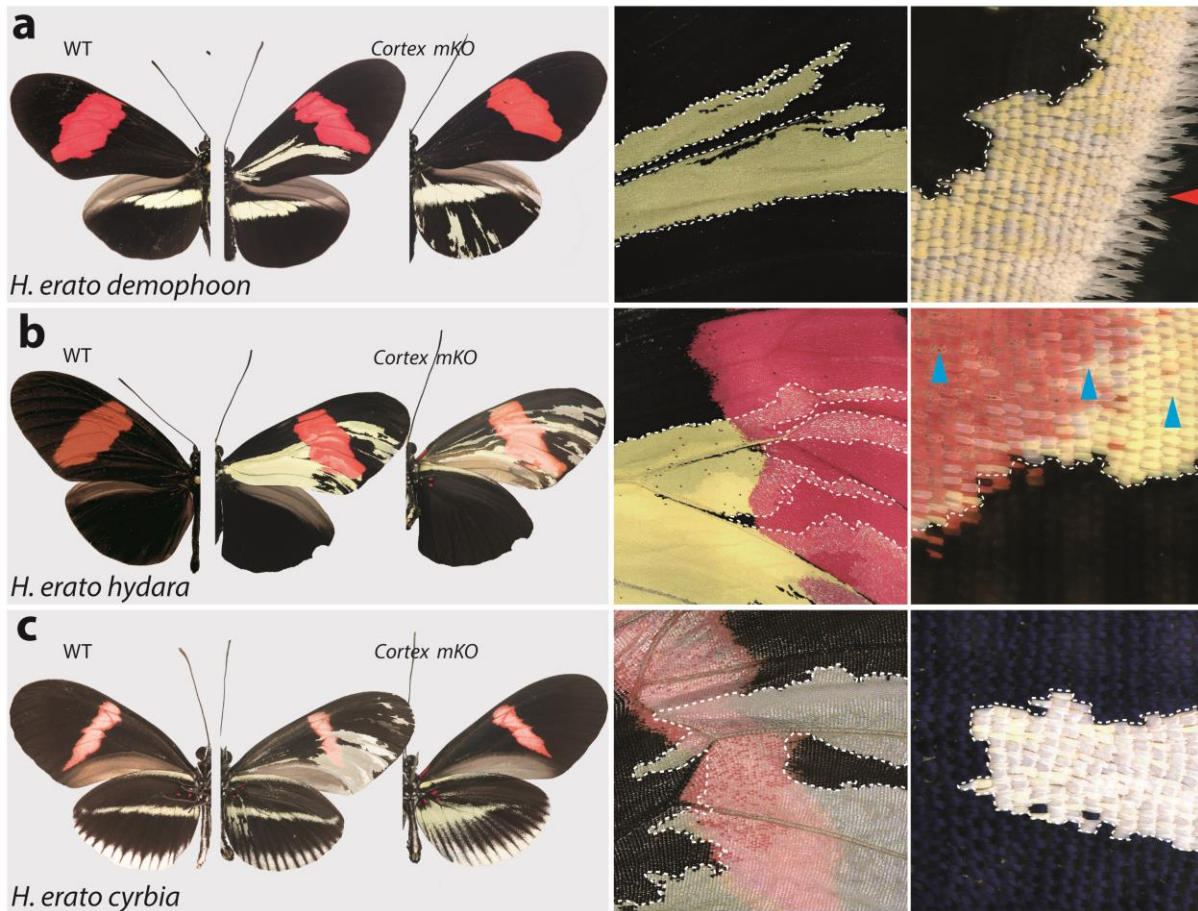 a
WT
Cortex mKO
H. erato demophoon
b
WT
Cortex mKO
H. erato hydara
c
WT
Cortex mKO
H. erato cyrbia